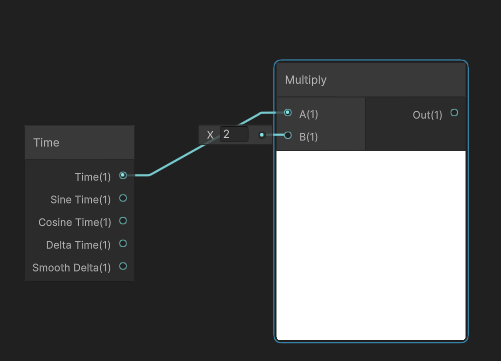 Multiply
A(1)
Out(1)
X 2
B(1)
Time
Time(1)
Sine Time(1)
Cosine Time(1)
Delta Time(1)
Smooth Delta(1)